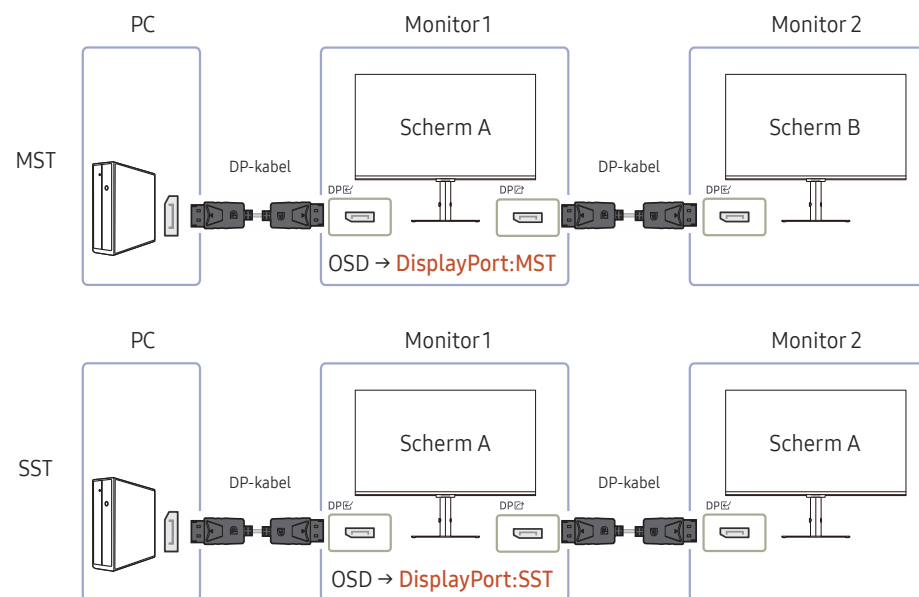 PC Monitor 1 Monitor 2
Scherm A Scherm B
MST
DP-kabel DP-kabel
DP DP DP
OSD → DisplayPort:MST
PC Monitor 1 Monitor 2
Scherm A Scherm A
SST
DP-kabel DP-kabel
DP DP DP
OSD → DisplayPort:SST